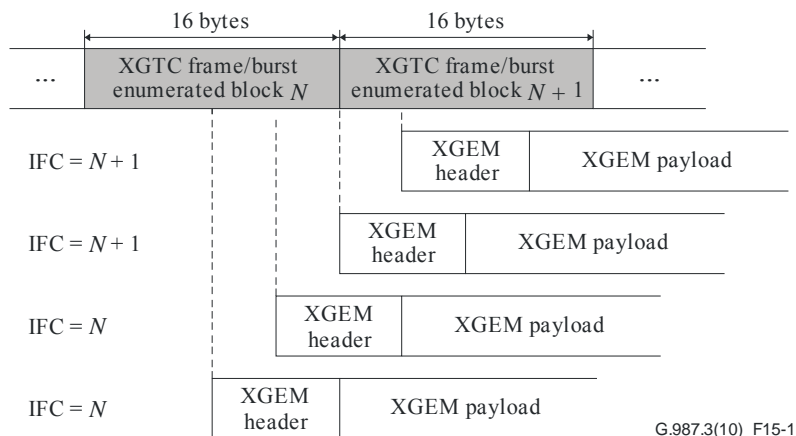 16 bytes 16 bytes
... XGTC frame/burst enumerated block N XGTC frame/burst enumerated block N + 1 ...
IFC = N + 1 XGEM header XGEM payload
IFC = N + 1 XGEM header XGEM payload
IFC = N XGEM header XGEM payload
IFC = N XGEM header XGEM payload
G.987.3(10)_F15-1